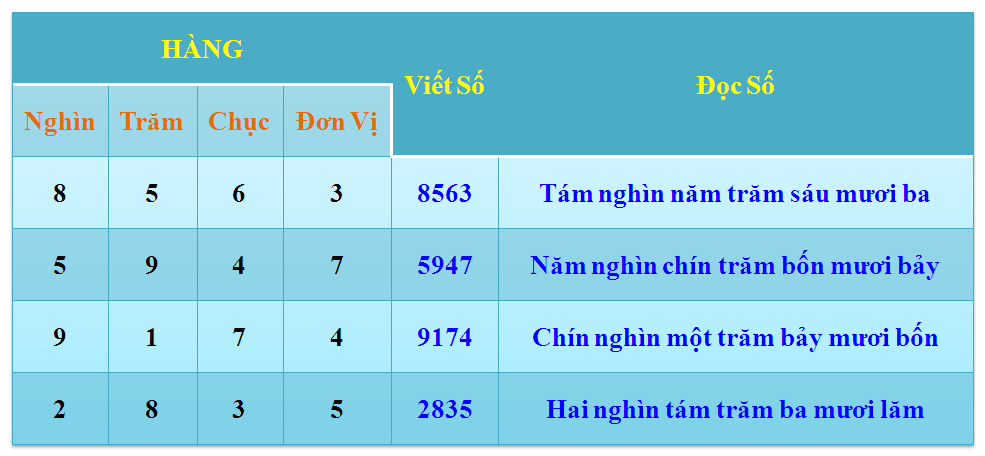 HÀNG
Viết Số Đọc Số
Nghìn Trăm Chục Đơn Vị
8 5 6 3 8563 Tám nghìn năm trăm sáu mươi ba
5 9 4 7 5947 Năm nghìn chín trăm bốn mươi bảy
9 1 7 4 9174 Chín nghìn một trăm bảy mươi bốn
2 8 3 5 2835 Hai nghìn tám trăm ba mươi lăm